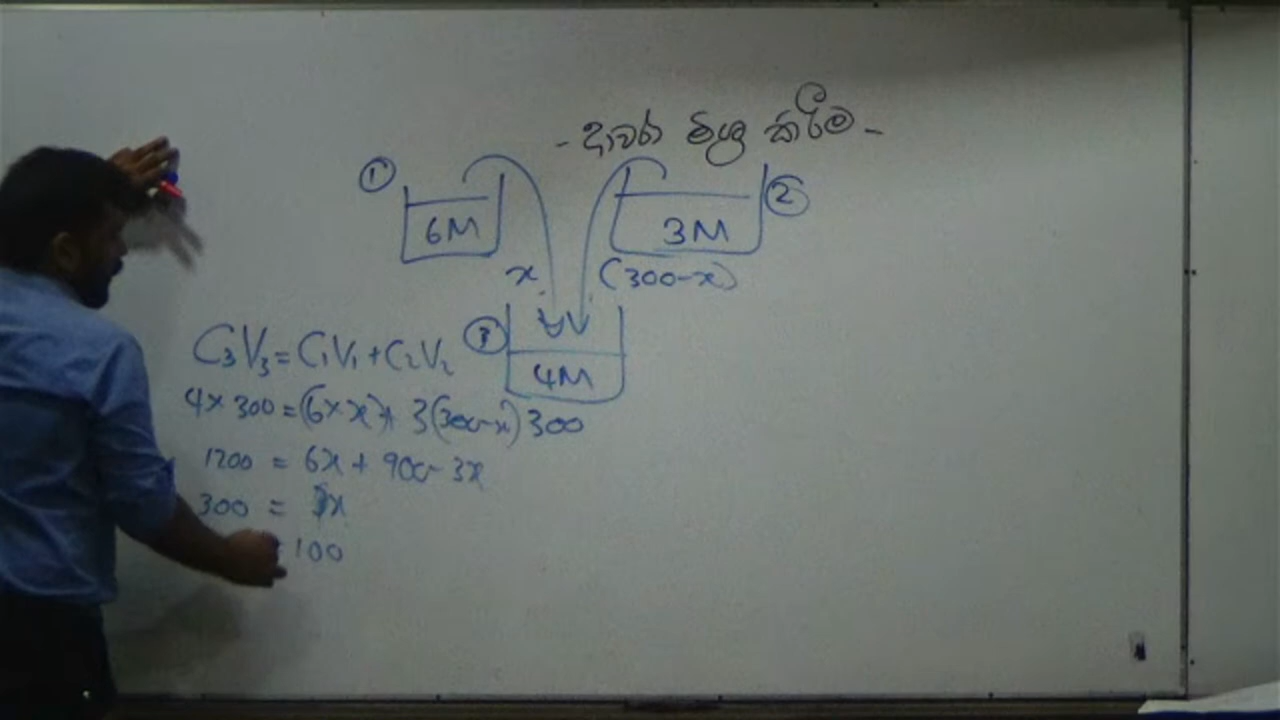 - ද්‍රාවණ මිශ්‍ර කිරීම -
① ②
6M 3M
x (300-x)
③
4M
300
C₃V₃ = C₁V₁ + C₂V₂
4 × 300 = (6 × x) + 3(300-x)
1200 = 6x + 900 - 3x
300 = 3x
100